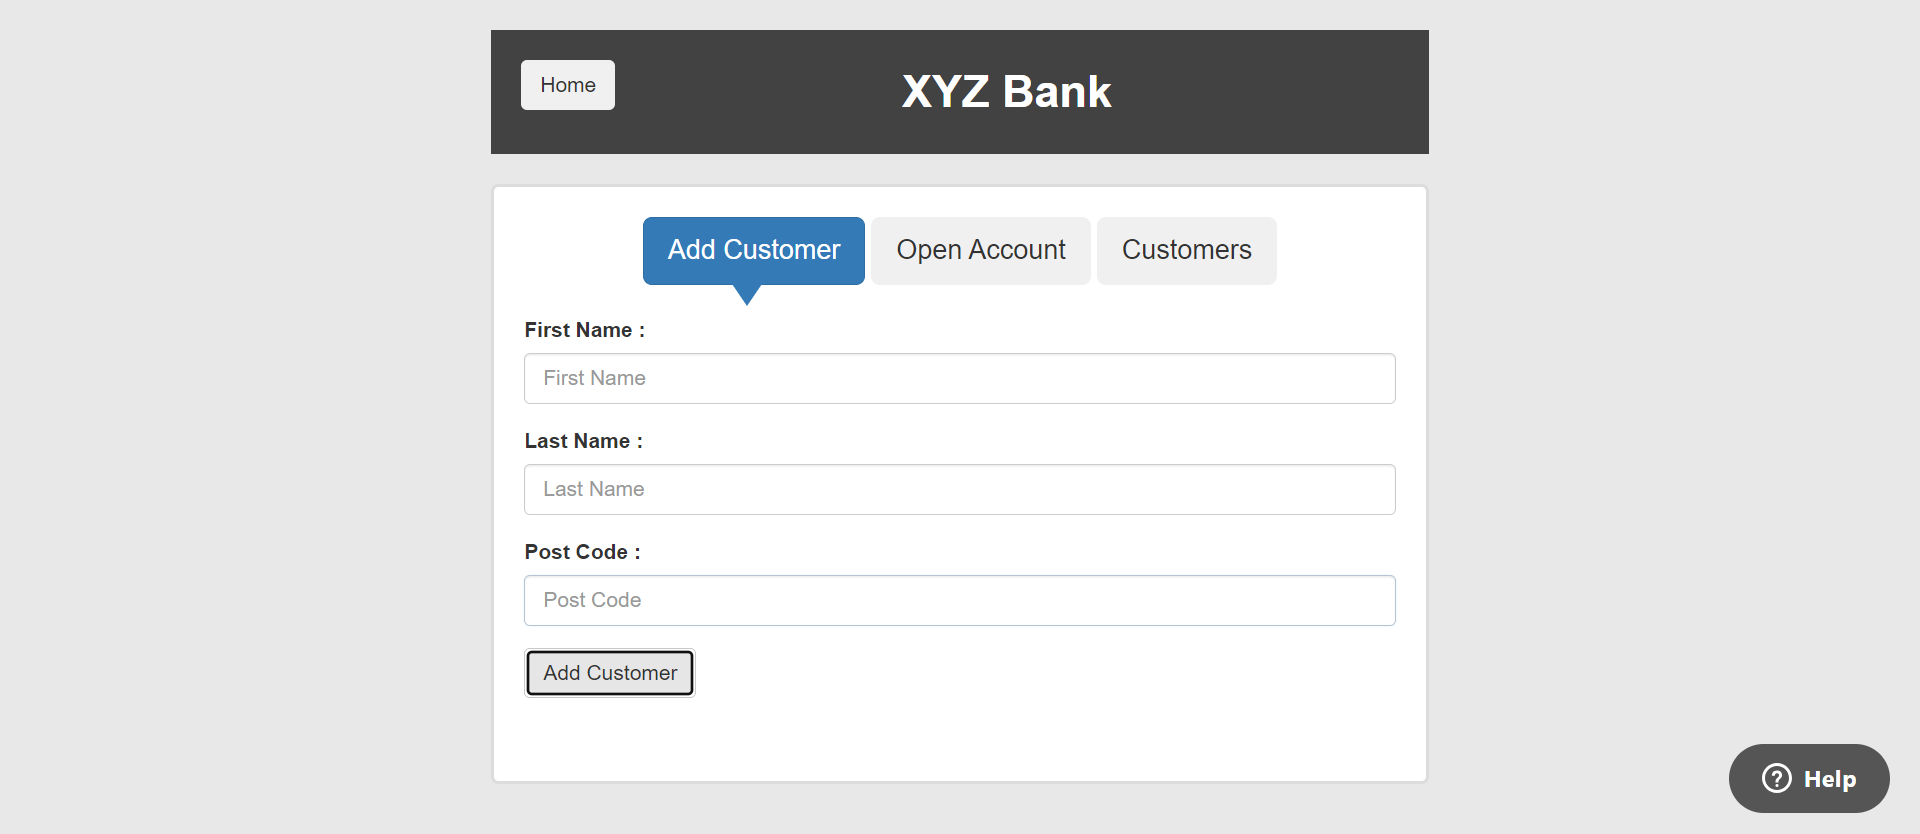 Home
XYZ Bank
Add Customer
Open Account
Customers
First Name :
First Name
Last Name :
Last Name
Post Code :
Post Code
Add Customer
? Help